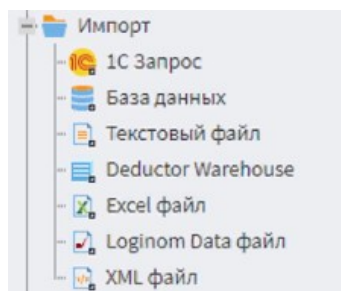 Импорт
1С Запрос
База данных
Текстовый файл
Deductor Warehouse
Excel файл
Loginom Data файл
XML файл